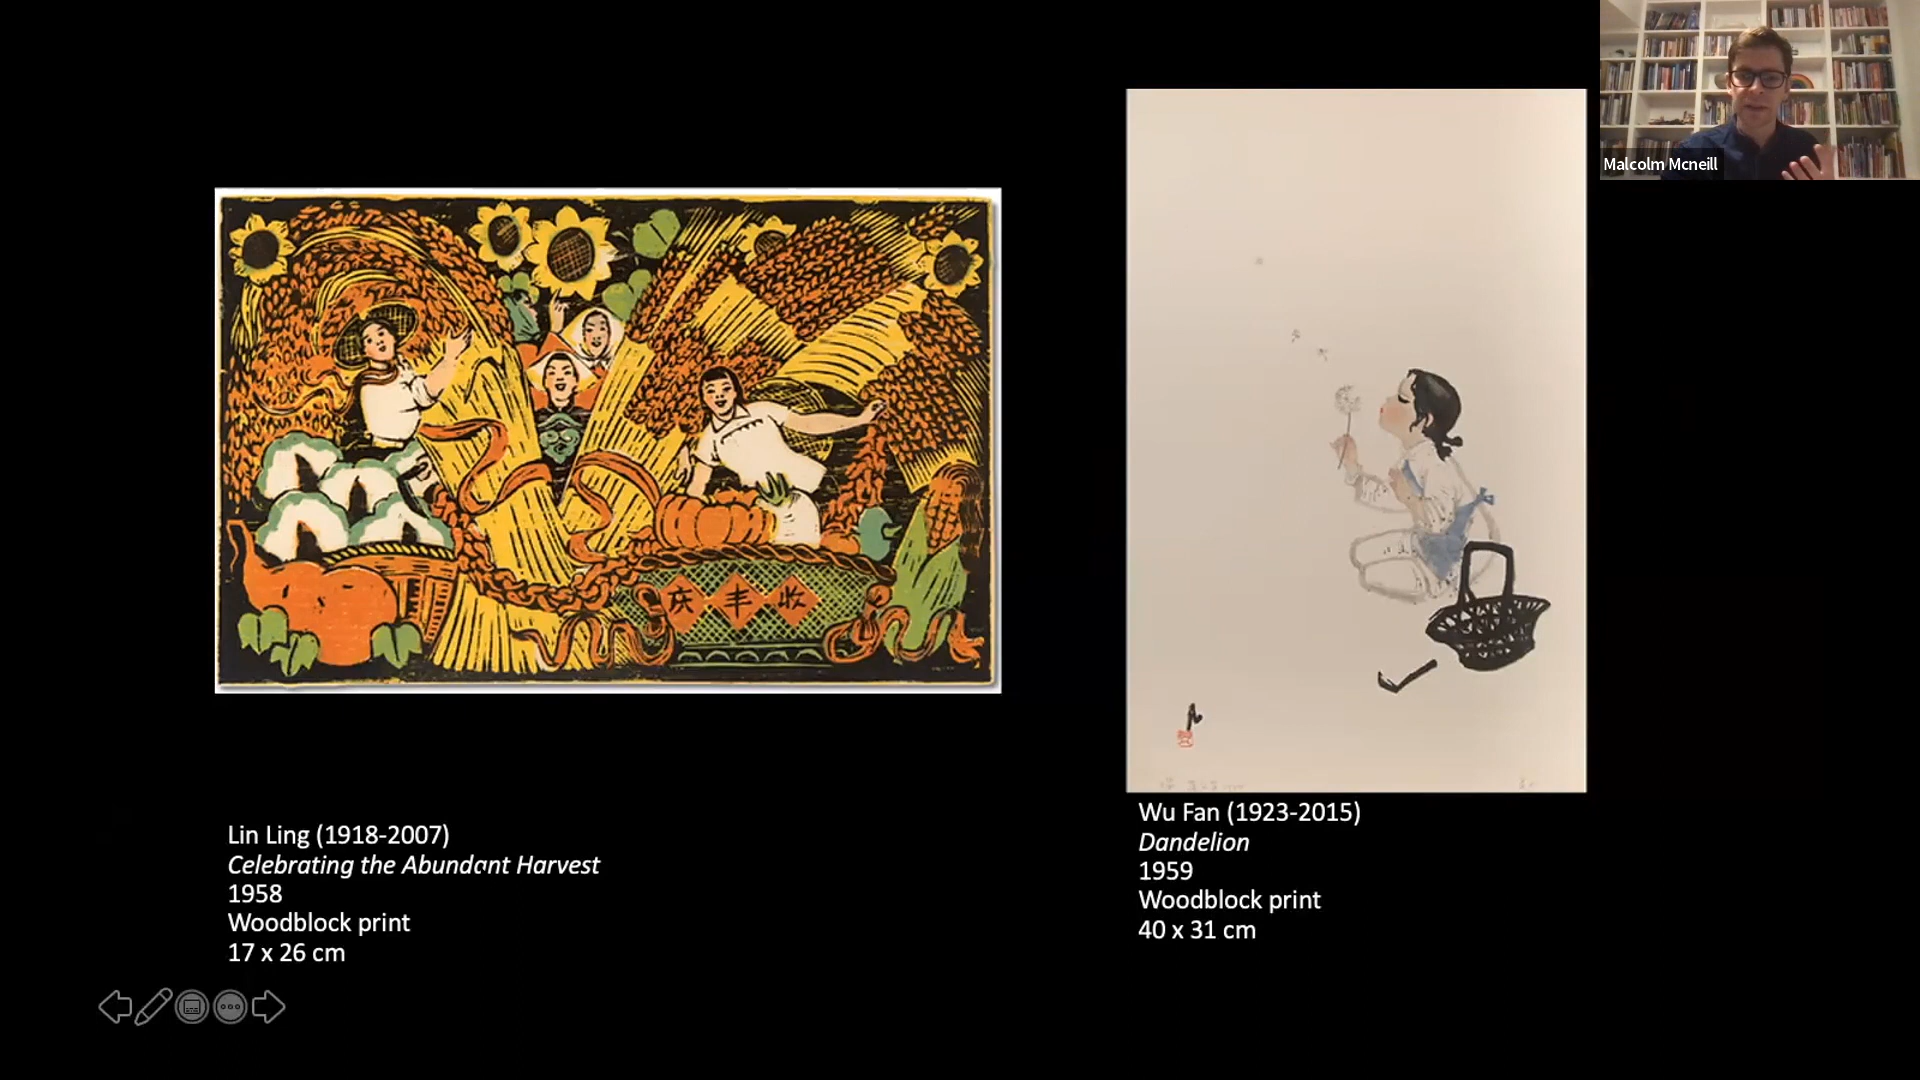 Malcolm Mcneill
庆丰收
Lin Ling (1918-2007)
Celebrating the Abundant Harvest
1958
Woodblock print
17 x 26 cm
Wu Fan (1923-2015)
Dandelion
1959
Woodblock print
40 x 31 cm